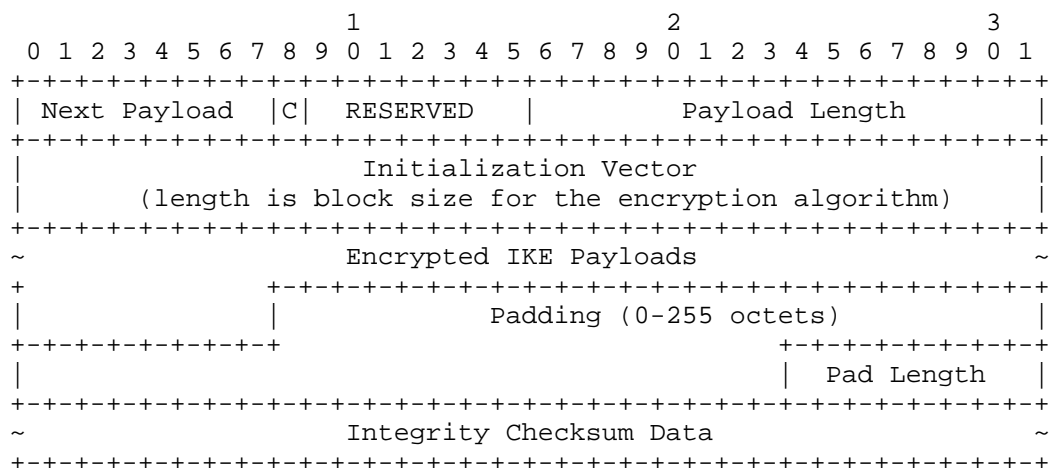 1                   2                   3
 0 1 2 3 4 5 6 7 8 9 0 1 2 3 4 5 6 7 8 9 0 1 2 3 4 5 6 7 8 9 0 1
+-+-+-+-+-+-+-+-+-+-+-+-+-+-+-+-+-+-+-+-+-+-+-+-+-+-+-+-+-+-+-+-+
| Next Payload  |C|  RESERVED   |         Payload Length        |
+-+-+-+-+-+-+-+-+-+-+-+-+-+-+-+-+-+-+-+-+-+-+-+-+-+-+-+-+-+-+-+-+
|                     Initialization Vector                     |
|       (length is block size for the encryption algorithm)     |
+-+-+-+-+-+-+-+-+-+-+-+-+-+-+-+-+-+-+-+-+-+-+-+-+-+-+-+-+-+-+-+-+
~                    Encrypted IKE Payloads                     ~
+               +-+-+-+-+-+-+-+-+-+-+-+-+-+-+-+-+-+-+-+-+-+-+-+-+
|               |             Padding (0-255 octets)            |
+-+-+-+-+-+-+-+-+                               +-+-+-+-+-+-+-+-+
|                                               |  Pad Length   |
+-+-+-+-+-+-+-+-+-+-+-+-+-+-+-+-+-+-+-+-+-+-+-+-+-+-+-+-+-+-+-+-+
~                    Integrity Checksum Data                    ~
+-+-+-+-+-+-+-+-+-+-+-+-+-+-+-+-+-+-+-+-+-+-+-+-+-+-+-+-+-+-+-+-+